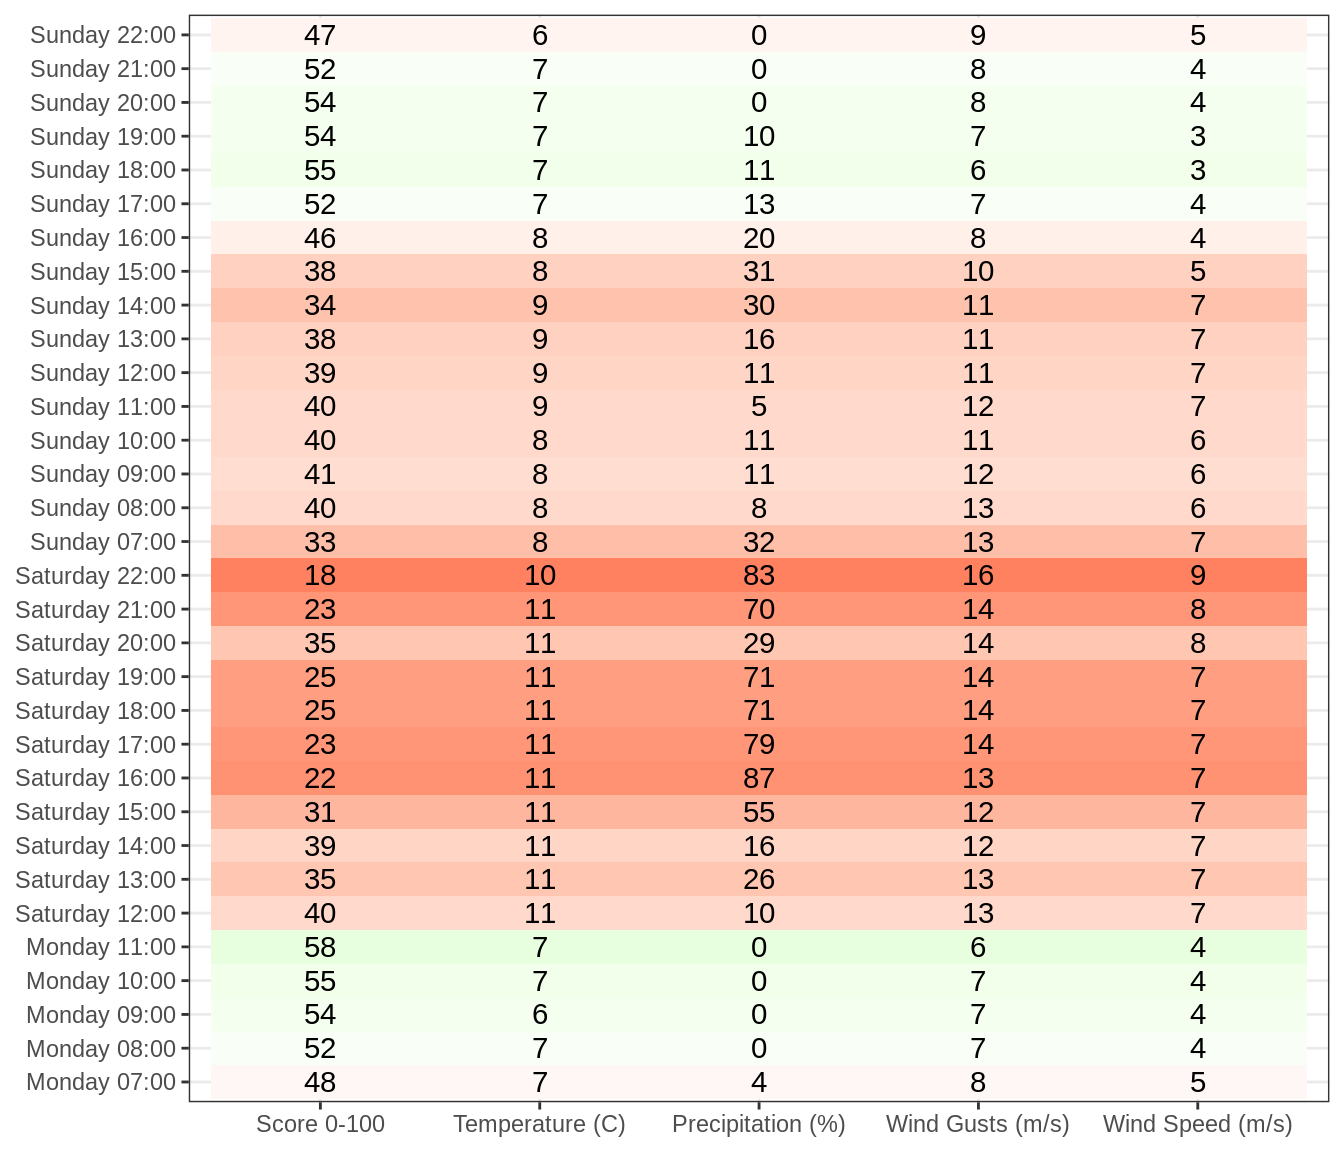 Sunday 22:00 47 6 0 9 5
Sunday 21:00 52 7 0 8 4
Sunday 20:00 54 7 0 8 4
Sunday 19:00 54 7 10 7 3
Sunday 18:00 55 7 11 6 3
Sunday 17:00 52 7 13 7 4
Sunday 16:00 46 8 20 8 4
Sunday 15:00 38 8 31 10 5
Sunday 14:00 34 9 30 11 7
Sunday 13:00 38 9 16 11 7
Sunday 12:00 39 9 11 11 7
Sunday 11:00 40 9 5 12 7
Sunday 10:00 40 8 11 11 6
Sunday 09:00 41 8 11 12 6
Sunday 08:00 40 8 8 13 6
Sunday 07:00 33 8 32 13 7
Saturday 22:00 18 10 83 16 9
Saturday 21:00 23 11 70 14 8
Saturday 20:00 35 11 29 14 8
Saturday 19:00 25 11 71 14 7
Saturday 18:00 25 11 71 14 7
Saturday 17:00 23 11 79 14 7
Saturday 16:00 22 11 87 13 7
Saturday 15:00 31 11 55 12 7
Saturday 14:00 39 11 16 12 7
Saturday 13:00 35 11 26 13 7
Saturday 12:00 40 11 10 13 7
Monday 11:00 58 7 0 6 4
Monday 10:00 55 7 0 7 4
Monday 09:00 54 6 0 7 4
Monday 08:00 52 7 0 7 4
Monday 07:00 48 7 4 8 5
Score 0-100 Temperature (C) Precipitation (%) Wind Gusts (m/s) Wind Speed (m/s)